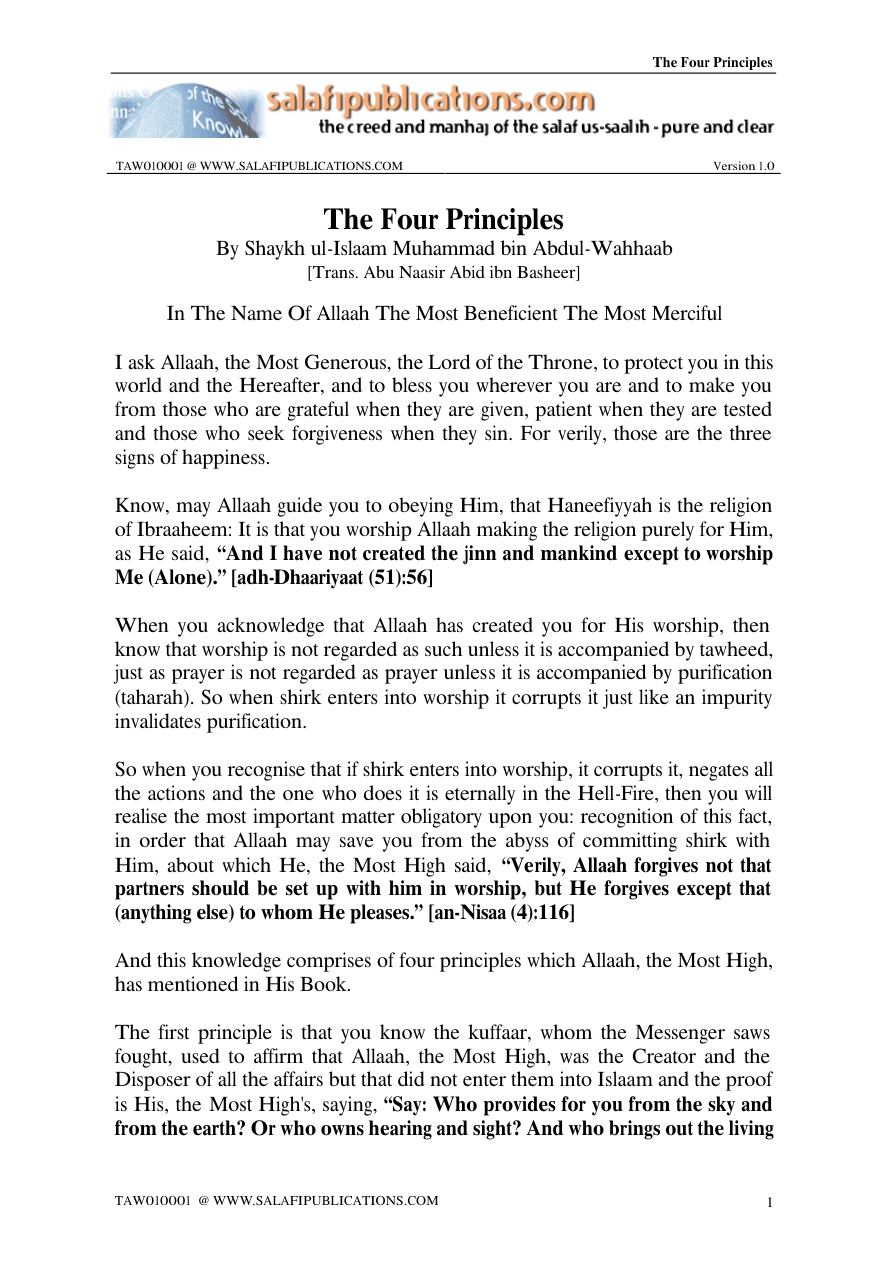 The Four Principles
of the
Know
salafipublications.com
the creed and manhaj of the salaf us-saalih - pure and clear
TAW010001 @ WWW.SALAFIPUBLICATIONS.COM Version 1.0
The Four Principles
By Shaykh ul-Islaam Muhammad bin Abdul-Wahhaab
[Trans. Abu Naasir Abid ibn Basheer]
In The Name Of Allaah The Most Beneficient The Most Merciful
I ask Allaah, the Most Generous, the Lord of the Throne, to protect you in this
world and the Hereafter, and to bless you wherever you are and to make you
from those who are grateful when they are given, patient when they are tested
and those who seek forgiveness when they sin. For verily, those are the three
signs of happiness.
Know, may Allaah guide you to obeying Him, that Haneefiyyah is the religion
of Ibraaheem: It is that you worship Allaah making the religion purely for Him,
as He said, “And I have not created the jinn and mankind except to worship
Me (Alone).” [adh-Dhaariyaat (51):56]
When you acknowledge that Allaah has created you for His worship, then
know that worship is not regarded as such unless it is accompanied by tawheed,
just as prayer is not regarded as prayer unless it is accompanied by purification
(taharah). So when shirk enters into worship it corrupts it just like an impurity
invalidates purification.
So when you recognise that if shirk enters into worship, it corrupts it, negates all
the actions and the one who does it is eternally in the Hell-Fire, then you will
realise the most important matter obligatory upon you: recognition of this fact,
in order that Allaah may save you from the abyss of committing shirk with
Him, about which He, the Most High said, “Verily, Allaah forgives not that
partners should be set up with him in worship, but He forgives except that
(anything else) to whom He pleases.” [an-Nisaa (4):116]
And this knowledge comprises of four principles which Allaah, the Most High,
has mentioned in His Book.
The first principle is that you know the kuffaar, whom the Messenger saws
fought, used to affirm that Allaah, the Most High, was the Creator and the
Disposer of all the affairs but that did not enter them into Islaam and the proof
is His, the Most High's, saying, “Say: Who provides for you from the sky and
from the earth? Or who owns hearing and sight? And who brings out the living
TAW010001 @ WWW.SALAFIPUBLICATIONS.COM 1